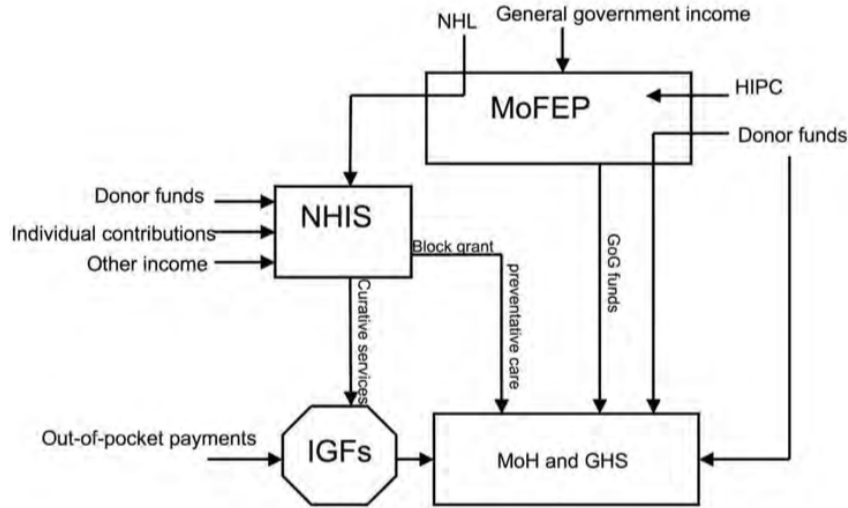 NHL
General government income
MoFEP
HIPC
Donor funds
Donor funds
NHIS
Individual contributions
Other income
Block grant
GoG funds
preventative care
Curative services
Out-of-pocket payments
IGFs
MoH and GHS